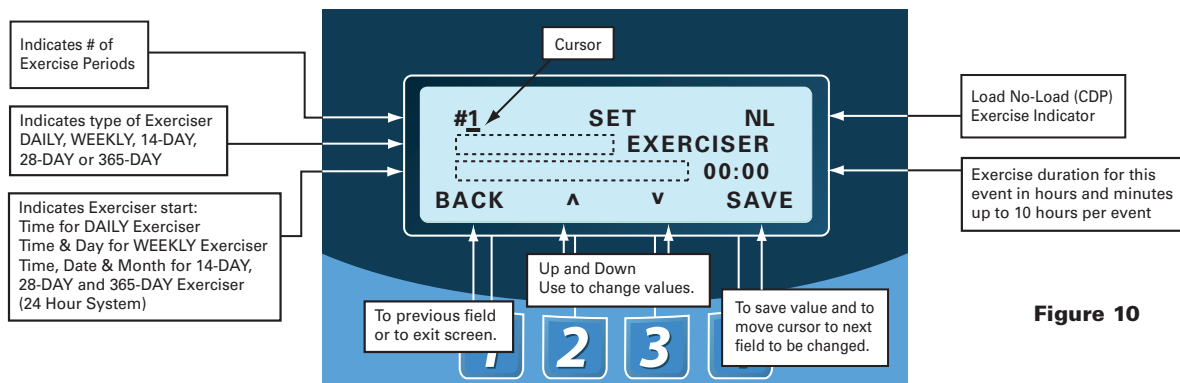 Indicates # of
Exercise Periods
Indicates type of Exerciser
DAILY, WEEKLY, 14-DAY,
28-DAY or 365-DAY
Indicates Exerciser start:
Time for DAILY Exerciser
Time & Day for WEEKLY Exerciser
Time, Date & Month for 14-DAY,
28-DAY and 365-DAY Exerciser
(24 Hour System)
Cursor
#1 SET NL
EXERCISER
00:00
BACK ∧ ∨ SAVE
To previous field
or to exit screen.
Up and Down
Use to change values.
To save value and to
move cursor to next
field to be changed.
1 2 3
Load No-Load (CDP)
Exercise Indicator
Exercise duration for this
event in hours and minutes
up to 10 hours per event
Figure 10